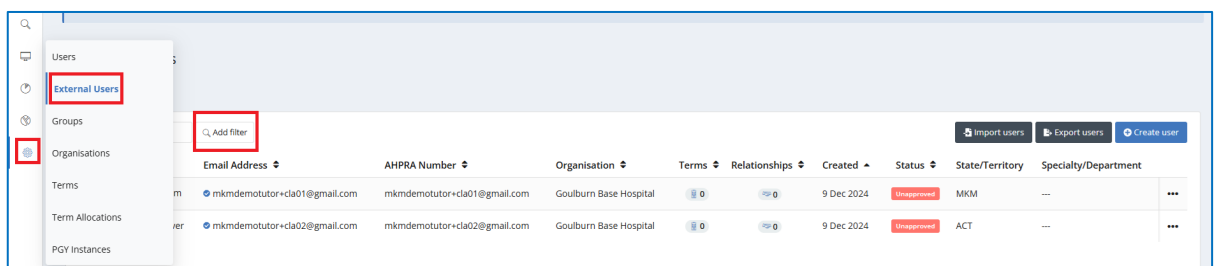 Users
s
External Users
Groups
Add filter
Import users
Export users
Create user
Organisations
Email Address
AHPRA Number
Organisation
Terms
Relationships
Created
Status
State/Territory
Specialty/Department
Terms
m
mkmdemotutor+cla01@gmail.com
mkmdemotutor+cla01@gmail.com
Goulburn Base Hospital
0
0
9 Dec 2024
Unapproved
MKM
---
Term Allocations
ver
mkmdemotutor+cla02@gmail.com
mkmdemotutor+cla02@gmail.com
Goulburn Base Hospital
0
0
9 Dec 2024
Unapproved
ACT
---
PGY Instances